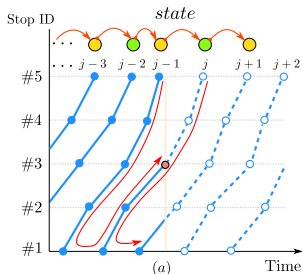 Stop ID
state
. . .
. . . j − 3 j − 2 j − 1 j j + 1 j + 2
#5
#4
#3
#2
#1
Time
(a)